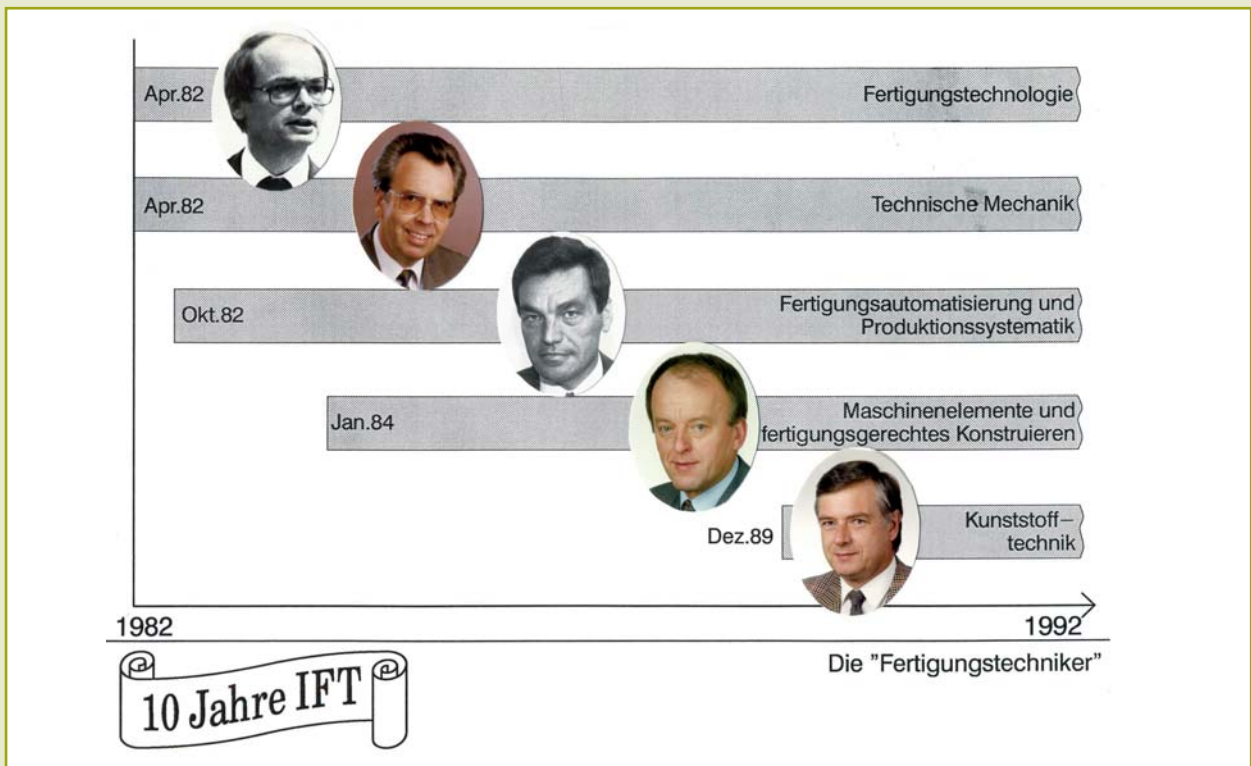 Apr.82
Fertigungstechnologie
Apr.82
Technische Mechanik
Okt.82
Fertigungsautomatisierung und
Produktionssystematik
Jan.84
Maschinenelemente und
fertigungsgerechtes Konstruieren
Dez.89
Kunststoff–
technik
1982
1992
Die "Fertigungstechniker"
10 Jahre IFT